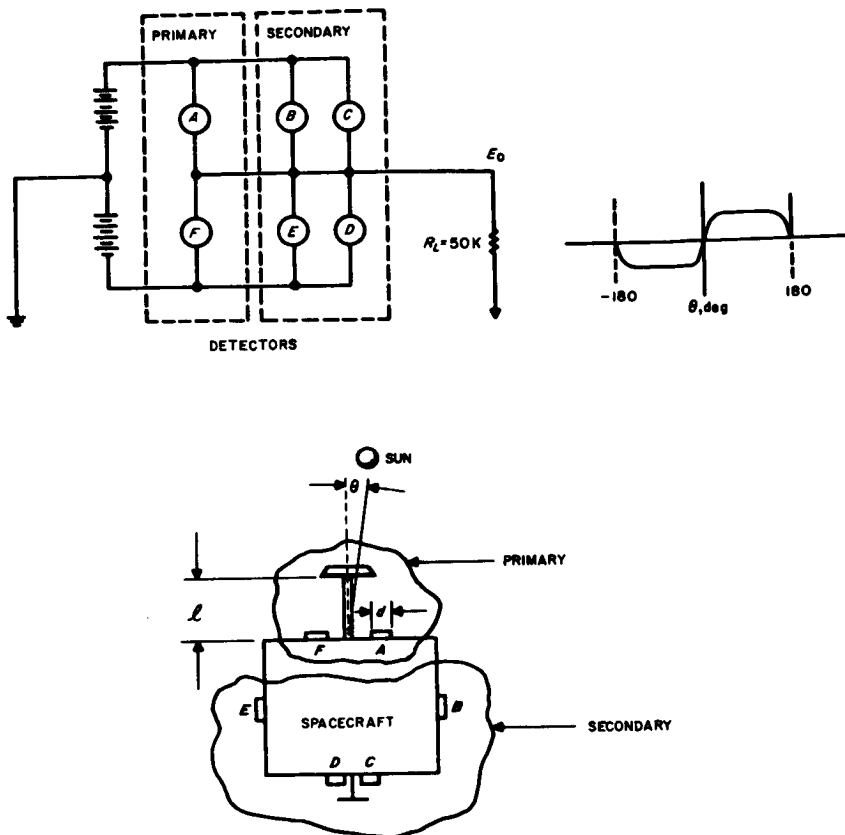 PRIMARY
SECONDARY
A
B
C
E₀
F
E
D
R_L = 50K
DETECTORS
-180
θ, deg
180
SUN
θ
PRIMARY
ℓ
d
F
A
E
SPACECRAFT
B
SECONDARY
D
C